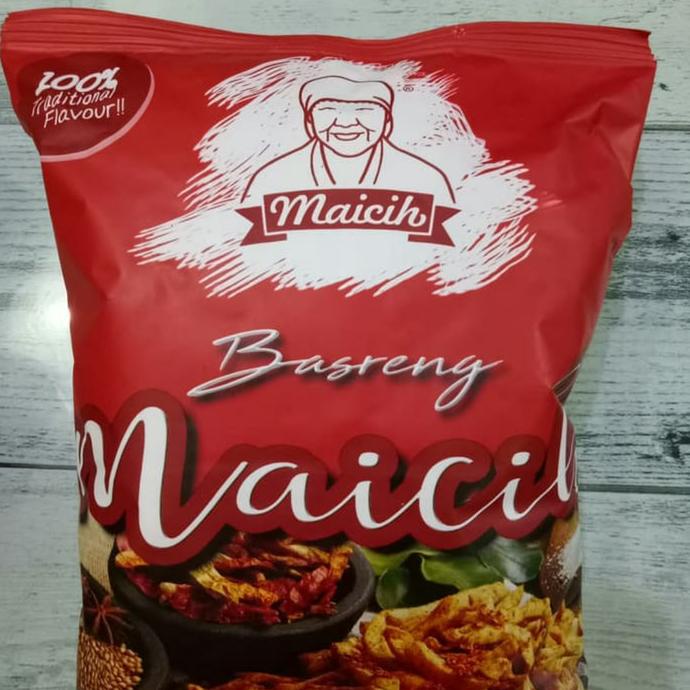 100%
Traditional
Flavour!!
®
Maicih
Basreng
Maicih